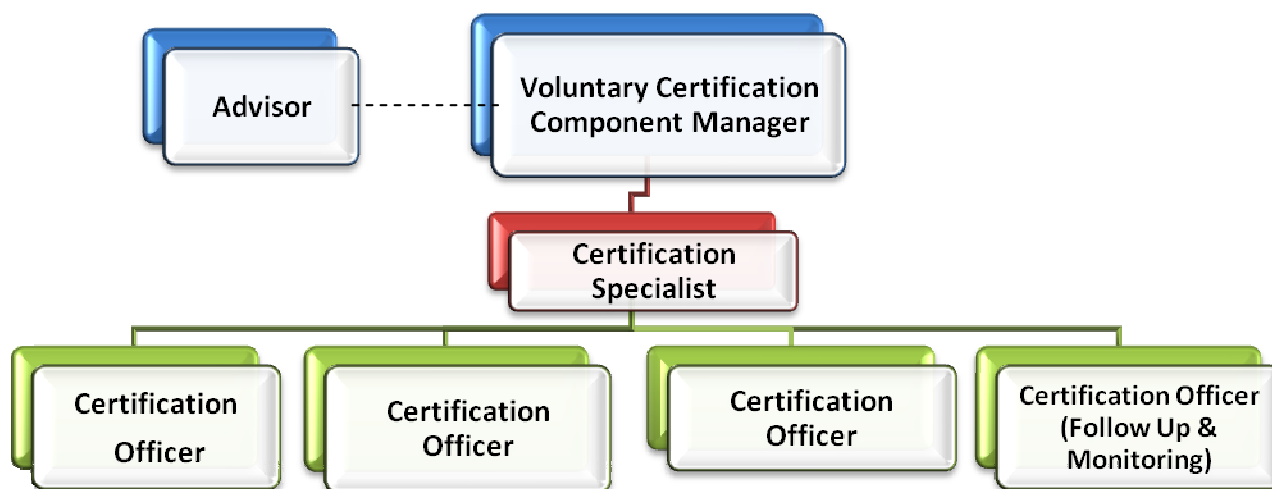 Advisor
Voluntary Certification
Component Manager
Certification
Specialist
Certification
Officer
Certification
Officer
Certification
Officer
Certification Officer
(Follow Up &
Monitoring)